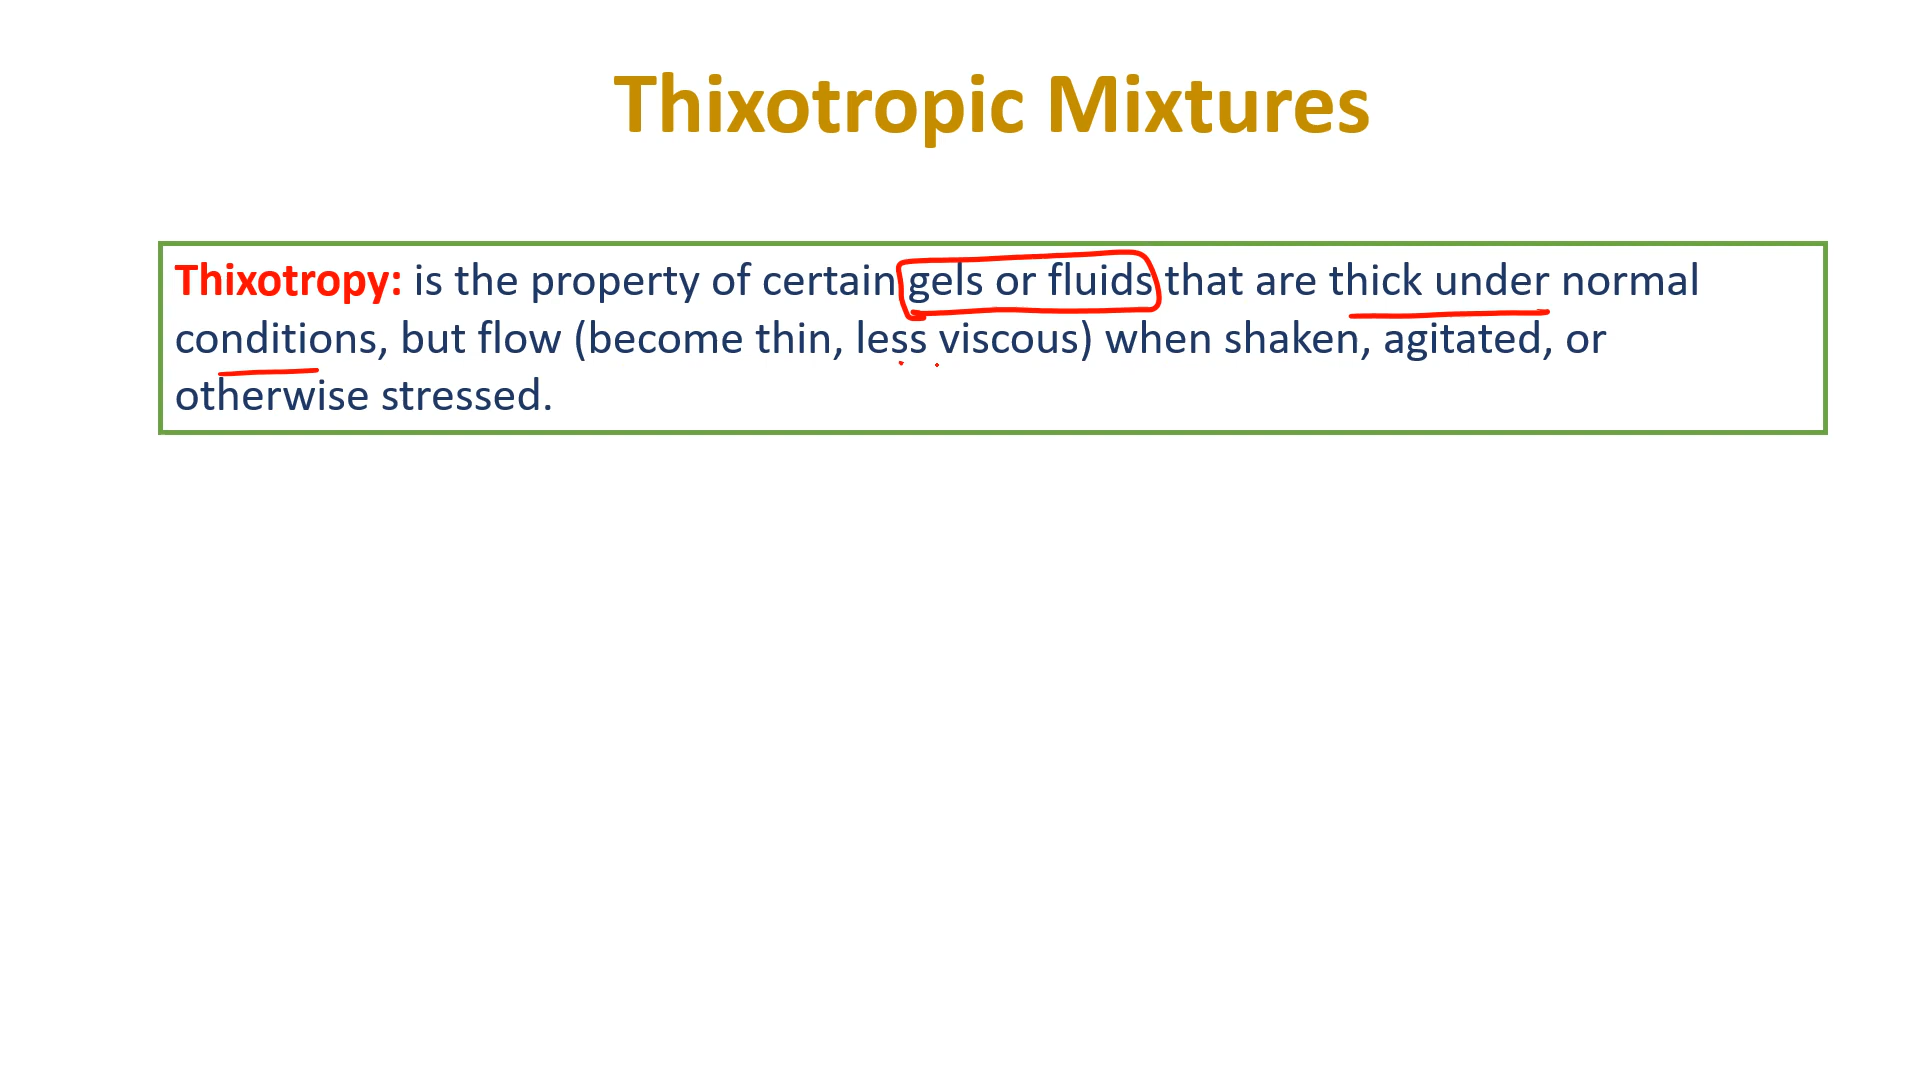 Thixotropic Mixtures
Thixotropy: is the property of certain gels or fluids that are thick under normal
conditions, but flow (become thin, less viscous) when shaken, agitated, or
otherwise stressed.